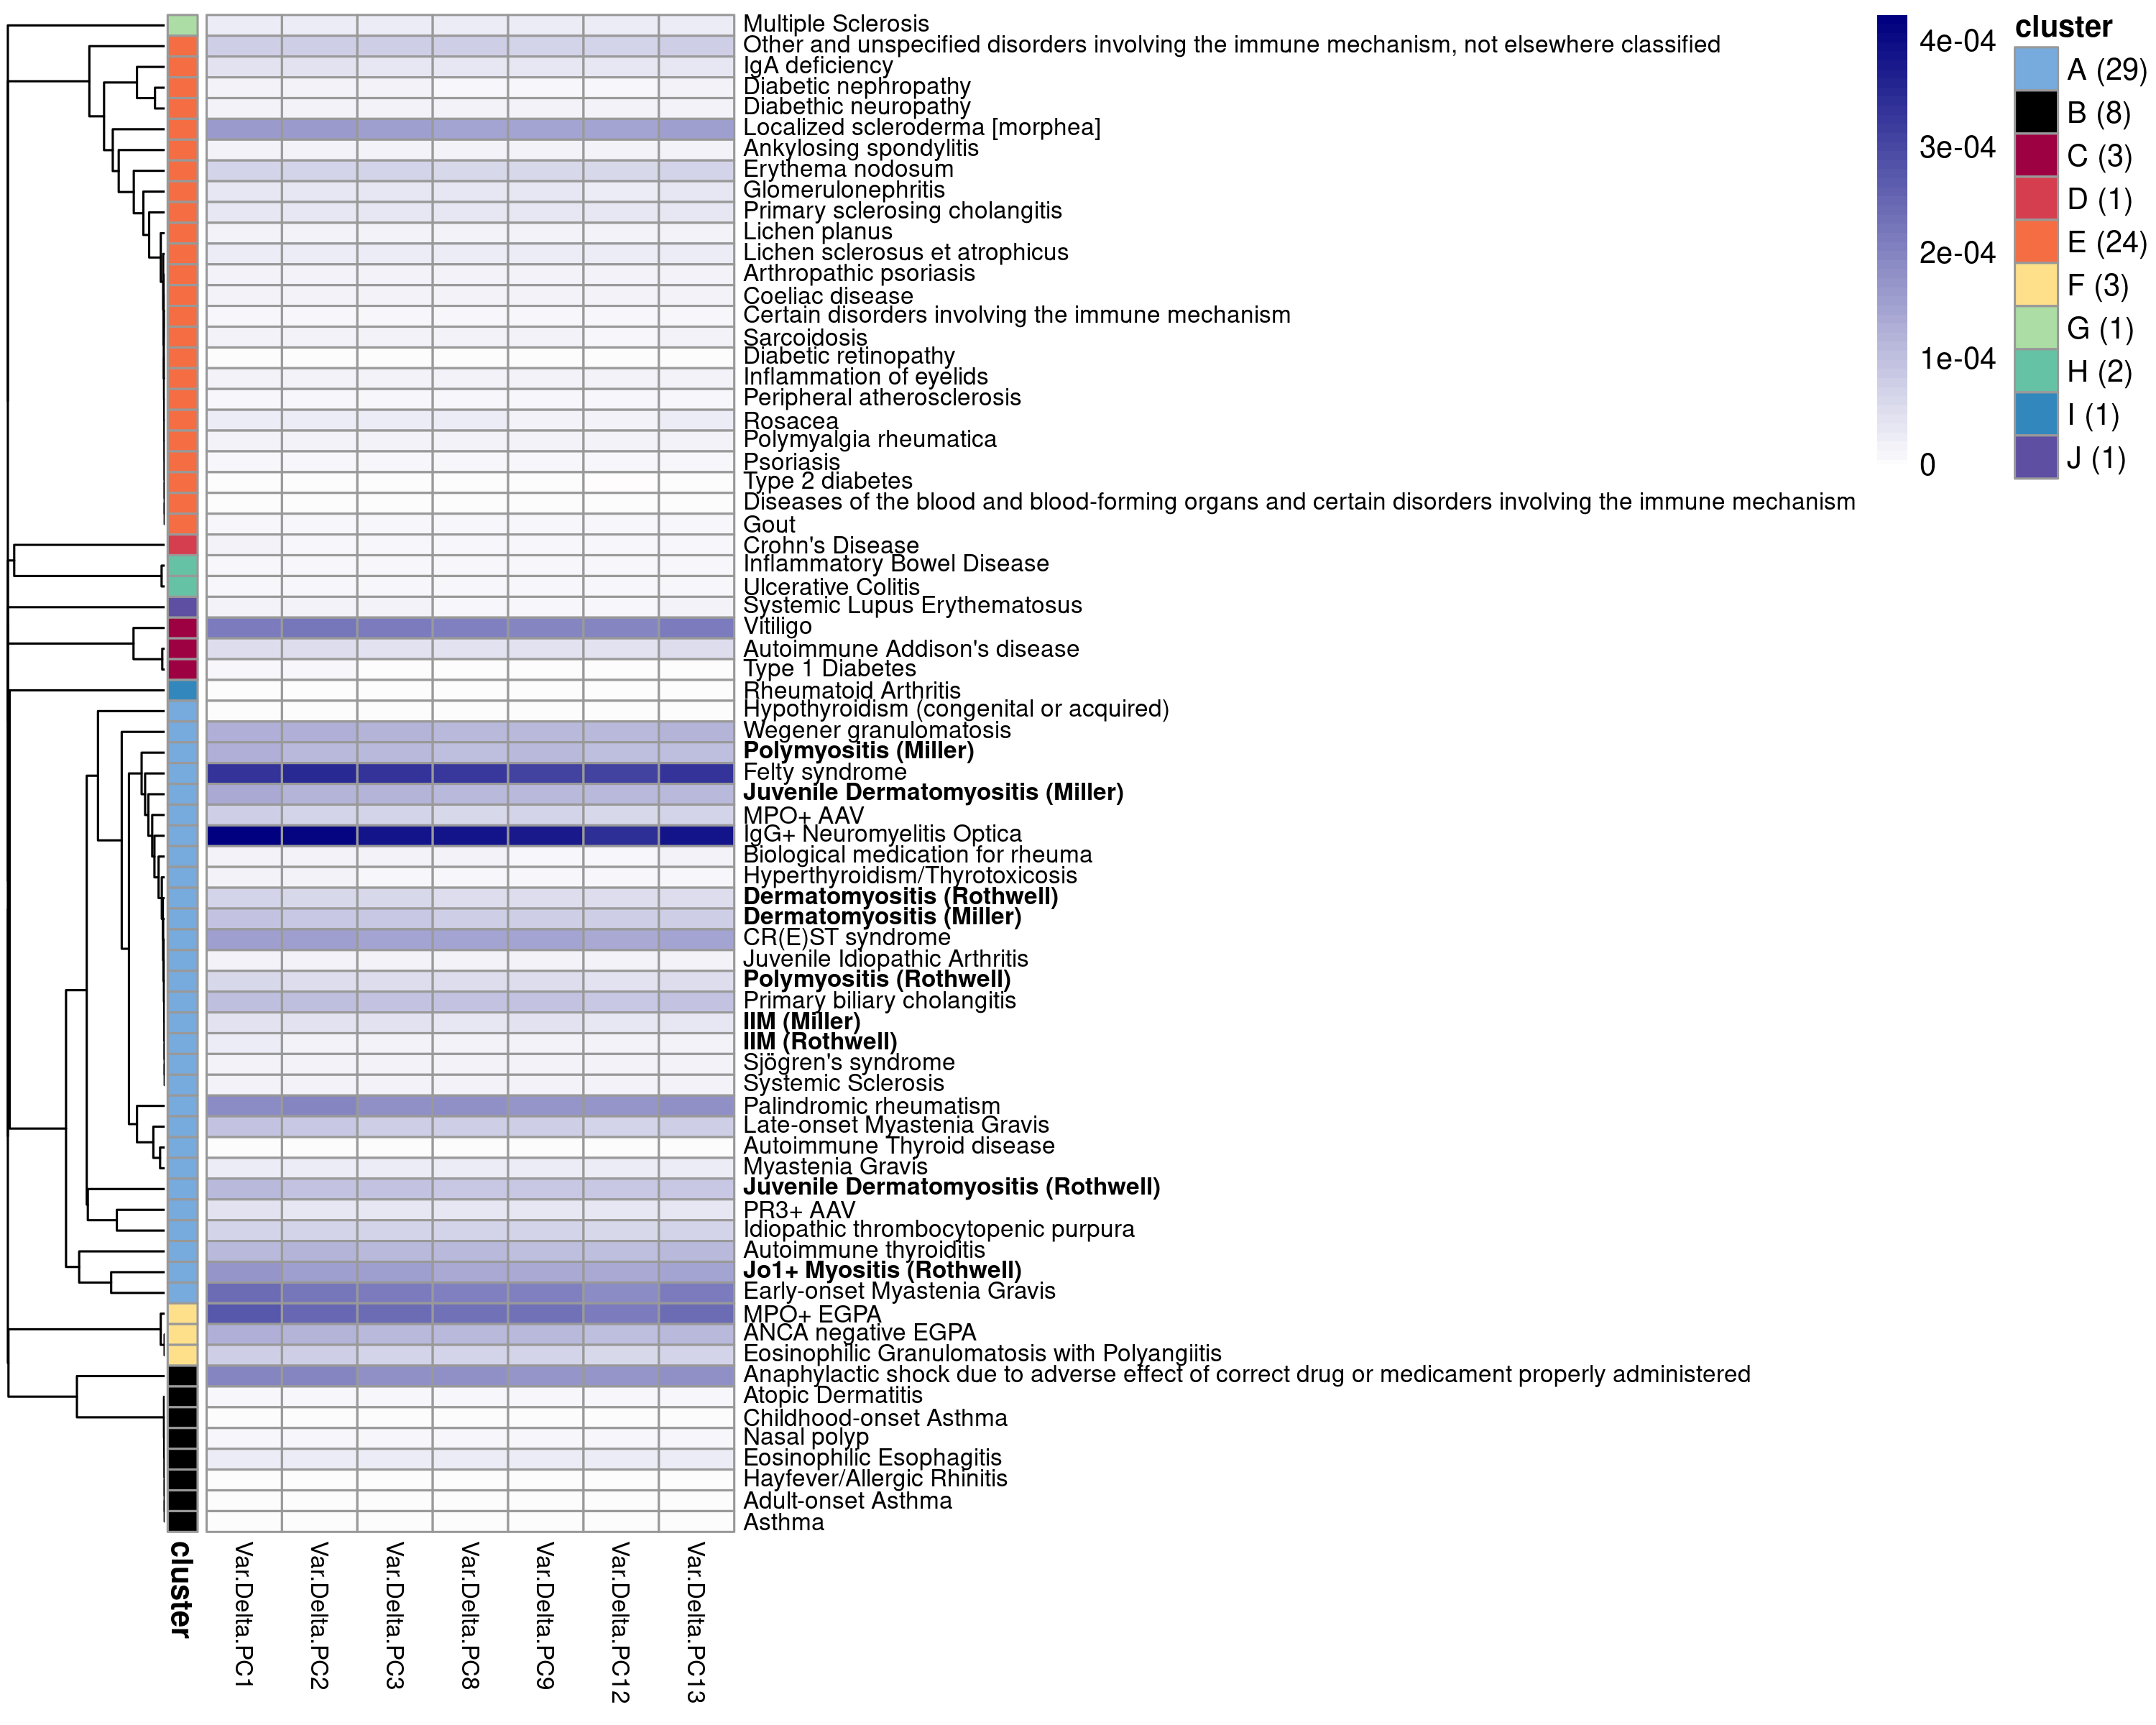 Multiple Sclerosis
Other and unspecified disorders involving the immune mechanism, not elsewhere classified
IgA deficiency
Diabetic nephropathy
Diabethic neuropathy
Localized scleroderma [morphea]
Ankylosing spondylitis
Erythema nodosum
Glomerulonephritis
Primary sclerosing cholangitis
Lichen planus
Lichen sclerosus et atrophicus
Arthropathic psoriasis
Coeliac disease
Certain disorders involving the immune mechanism
Sarcoidosis
Diabetic retinopathy
Inflammation of eyelids
Peripheral atherosclerosis
Rosacea
Polymyalgia rheumatica
Psoriasis
Type 2 diabetes
Diseases of the blood and blood-forming organs and certain disorders involving the immune mechanism
Gout
Crohn's Disease
Inflammatory Bowel Disease
Ulcerative Colitis
Systemic Lupus Erythematosus
Vitiligo
Autoimmune Addison's disease
Type 1 Diabetes
Rheumatoid Arthritis
Hypothyroidism (congenital or acquired)
Wegener granulomatosis
Polymyositis (Miller)
Felty syndrome
Juvenile Dermatomyositis (Miller)
MPO+ AAV
IgG+ Neuromyelitis Optica
Biological medication for rheuma
Hyperthyroidism/Thyrotoxicosis
Dermatomyositis (Rothwell)
Dermatomyositis (Miller)
CR(E)ST syndrome
Juvenile Idiopathic Arthritis
Polymyositis (Rothwell)
Primary biliary cholangitis
IIM (Miller)
IIM (Rothwell)
Sjögren's syndrome
Systemic Sclerosis
Palindromic rheumatism
Late-onset Myastenia Gravis
Autoimmune Thyroid disease
Myastenia Gravis
Juvenile Dermatomyositis (Rothwell)
PR3+ AAV
Idiopathic thrombocytopenic purpura
Autoimmune thyroiditis
Jo1+ Myositis (Rothwell)
Early-onset Myastenia Gravis
MPO+ EGPA
ANCA negative EGPA
Eosinophilic Granulomatosis with Polyangiitis
Anaphylactic shock due to adverse effect of correct drug or medicament properly administered
Atopic Dermatitis
Childhood-onset Asthma
Nasal polyp
Eosinophilic Esophagitis
Hayfever/Allergic Rhinitis
Adult-onset Asthma
Asthma
cluster
Var.Delta.PC1
Var.Delta.PC2
Var.Delta.PC3
Var.Delta.PC8
Var.Delta.PC9
Var.Delta.PC12
Var.Delta.PC13
4e-04
3e-04
2e-04
1e-04
0
cluster
A (29)
B (8)
C (3)
D (1)
E (24)
F (3)
G (1)
H (2)
I (1)
J (1)